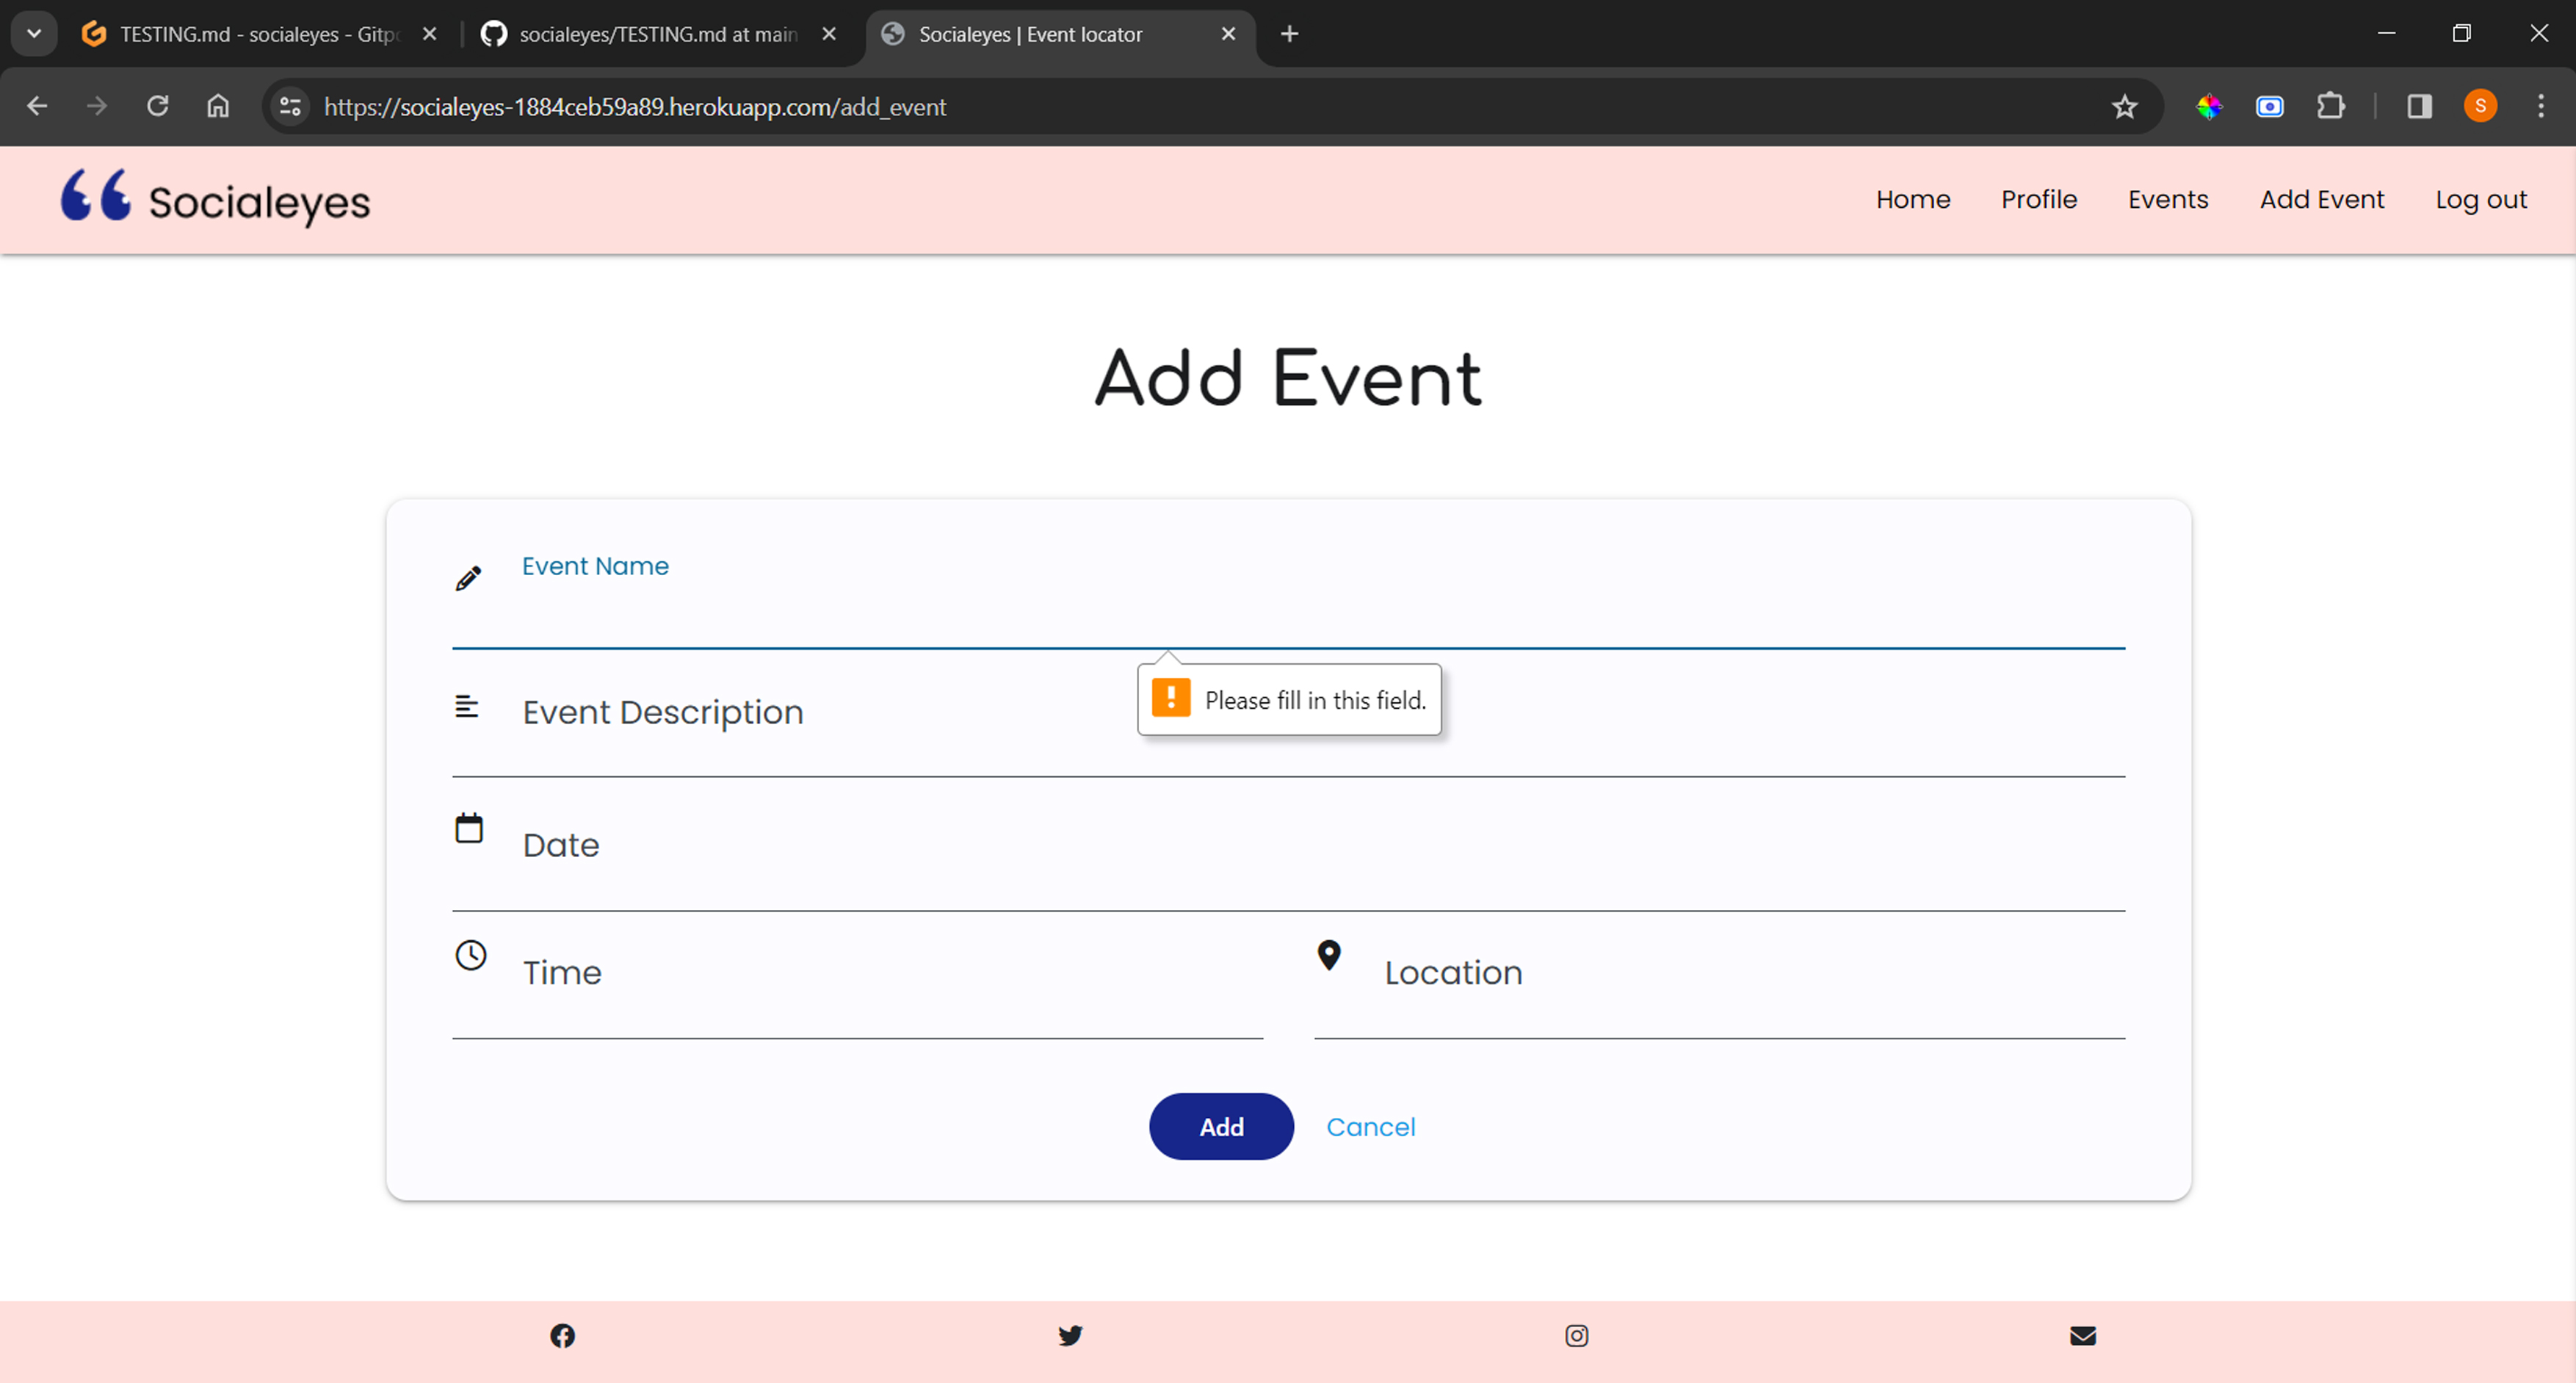 TESTING.md - socialeyes - Gitp
socialeyes/TESTING.md at main
Socialeyes | Event locator
https://socialeyes-1884ceb59a89.herokuapp.com/add_event
S
Socialeyes
Home
Profile
Events
Add Event
Log out
Add Event
Event Name
Please fill in this field.
Event Description
Date
Time
Location
Add
Cancel